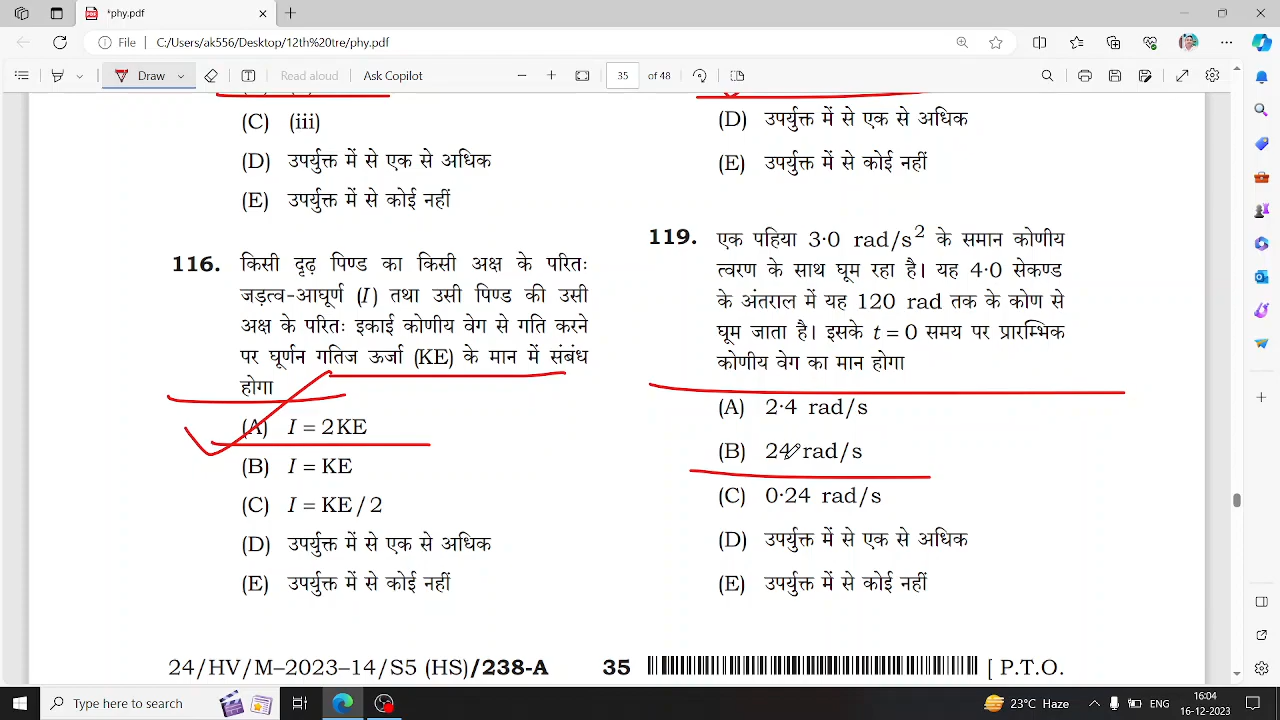 *phy.pdf
File
C:/Users/ak556/Desktop/12th%20tre/phy.pdf
Draw
Read aloud
Ask Copilot
35
of 48
(C) (iii)
(D) उपर्युक्त में से एक से अधिक
(E) उपर्युक्त में से कोई नहीं
116. किसी दृढ़ पिण्ड का किसी अक्ष के परितः
जड़त्व-आघूर्ण (I) तथा उसी पिण्ड की उसी
अक्ष के परितः इकाई कोणीय वेग से गति करने
पर घूर्णन गतिज ऊर्जा (KE) के मान में संबंध
होगा
(A) I = 2KE
(B) I = KE
(C) I = KE / 2
(D) उपर्युक्त में से एक से अधिक
(E) उपर्युक्त में से कोई नहीं
(D) उपर्युक्त में से एक से अधिक
(E) उपर्युक्त में से कोई नहीं
119. एक पहिया 3·0 rad/s² के समान कोणीय
त्वरण के साथ घूम रहा है। यह 4·0 सेकण्ड
के अंतराल में यह 120 rad तक के कोण से
घूम जाता है। इसके t = 0 समय पर प्रारम्भिक
कोणीय वेग का मान होगा
(A) 2·4 rad/s
(B) 24 rad/s
(C) 0·24 rad/s
(D) उपर्युक्त में से एक से अधिक
(E) उपर्युक्त में से कोई नहीं
24/HV/M–2023–14/S5 (HS)/238-A
35
[ P.T.O.
Type here to search
23°C Haze
ENG
16:04
16-12-2023